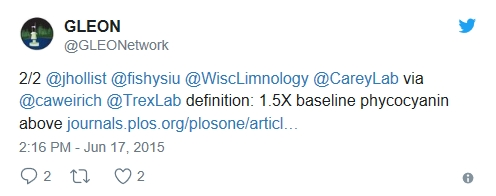 GLEON
@GLEONetwork
2/2 @jhollist @fishysiu @WiscLimnology @CareyLab via
@caweirich @TrexLab definition: 1.5X baseline phycocyanin
above journals.plos.org/plosone/articl…
2:16 PM - Jun 17, 2015
2 2